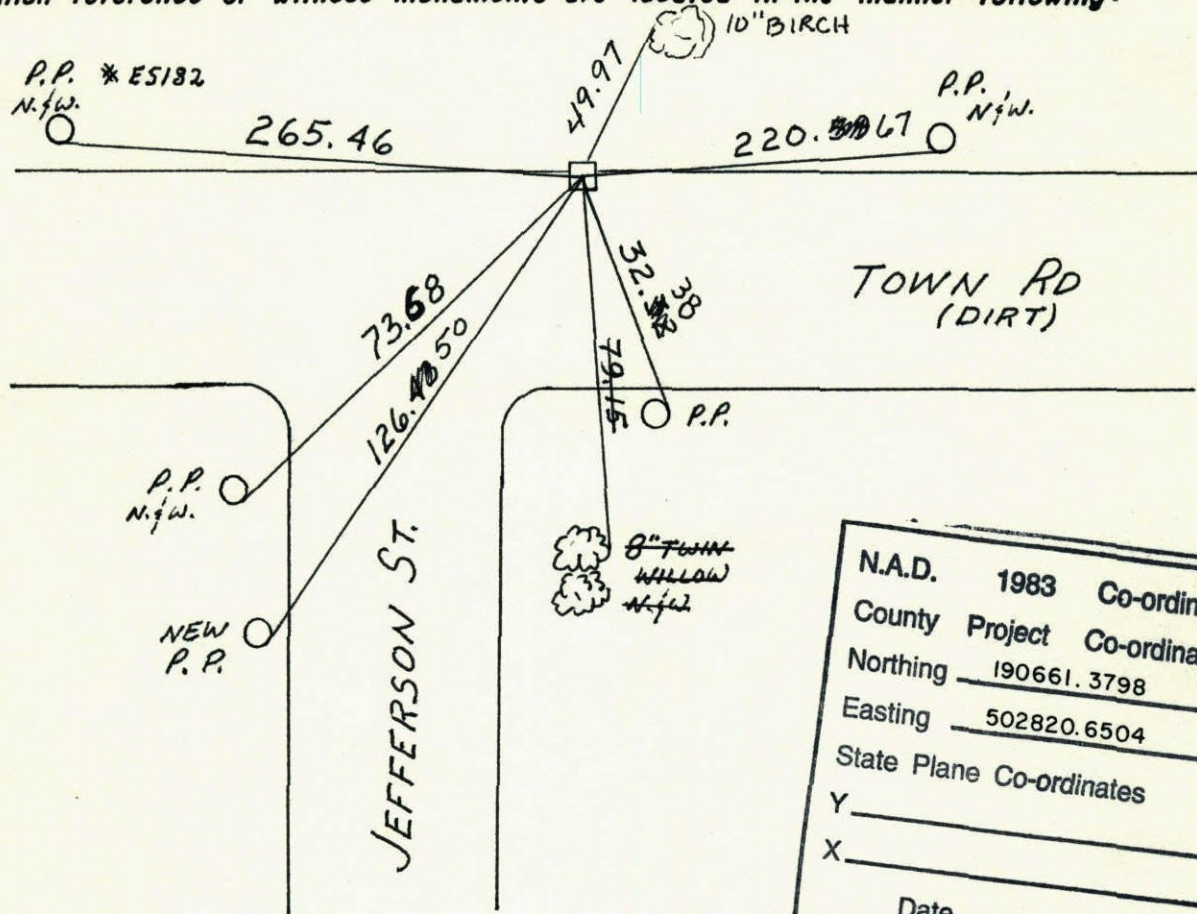 10" BIRCH
P.P. * E5182
N.&W.
49.97
P.P.
N&W.
265.46
220. 67
TOWN RD
(DIRT)
32. 38
73.68
126. 50
79.15
P.P.
P.P.
N.&W.
8" TWIN
WILLOW
N.&W.
NEW
P. P.
JEFFERSON ST.
N.A.D. 1983 Co-ordin
County Project Co-ordina
Northing 190661.3798
Easting 502820.6504
State Plane Co-ordinates
Y
X
Date